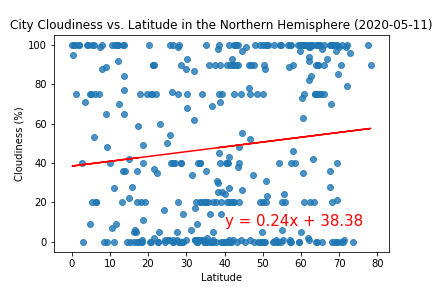 City Cloudiness vs. Latitude in the Northern Hemisphere (2020-05-11)
100
80
60
40
20
0
Cloudiness (%)
y = 0.24x + 38.38
0 10 20 30 40 50 60 70 80
Latitude